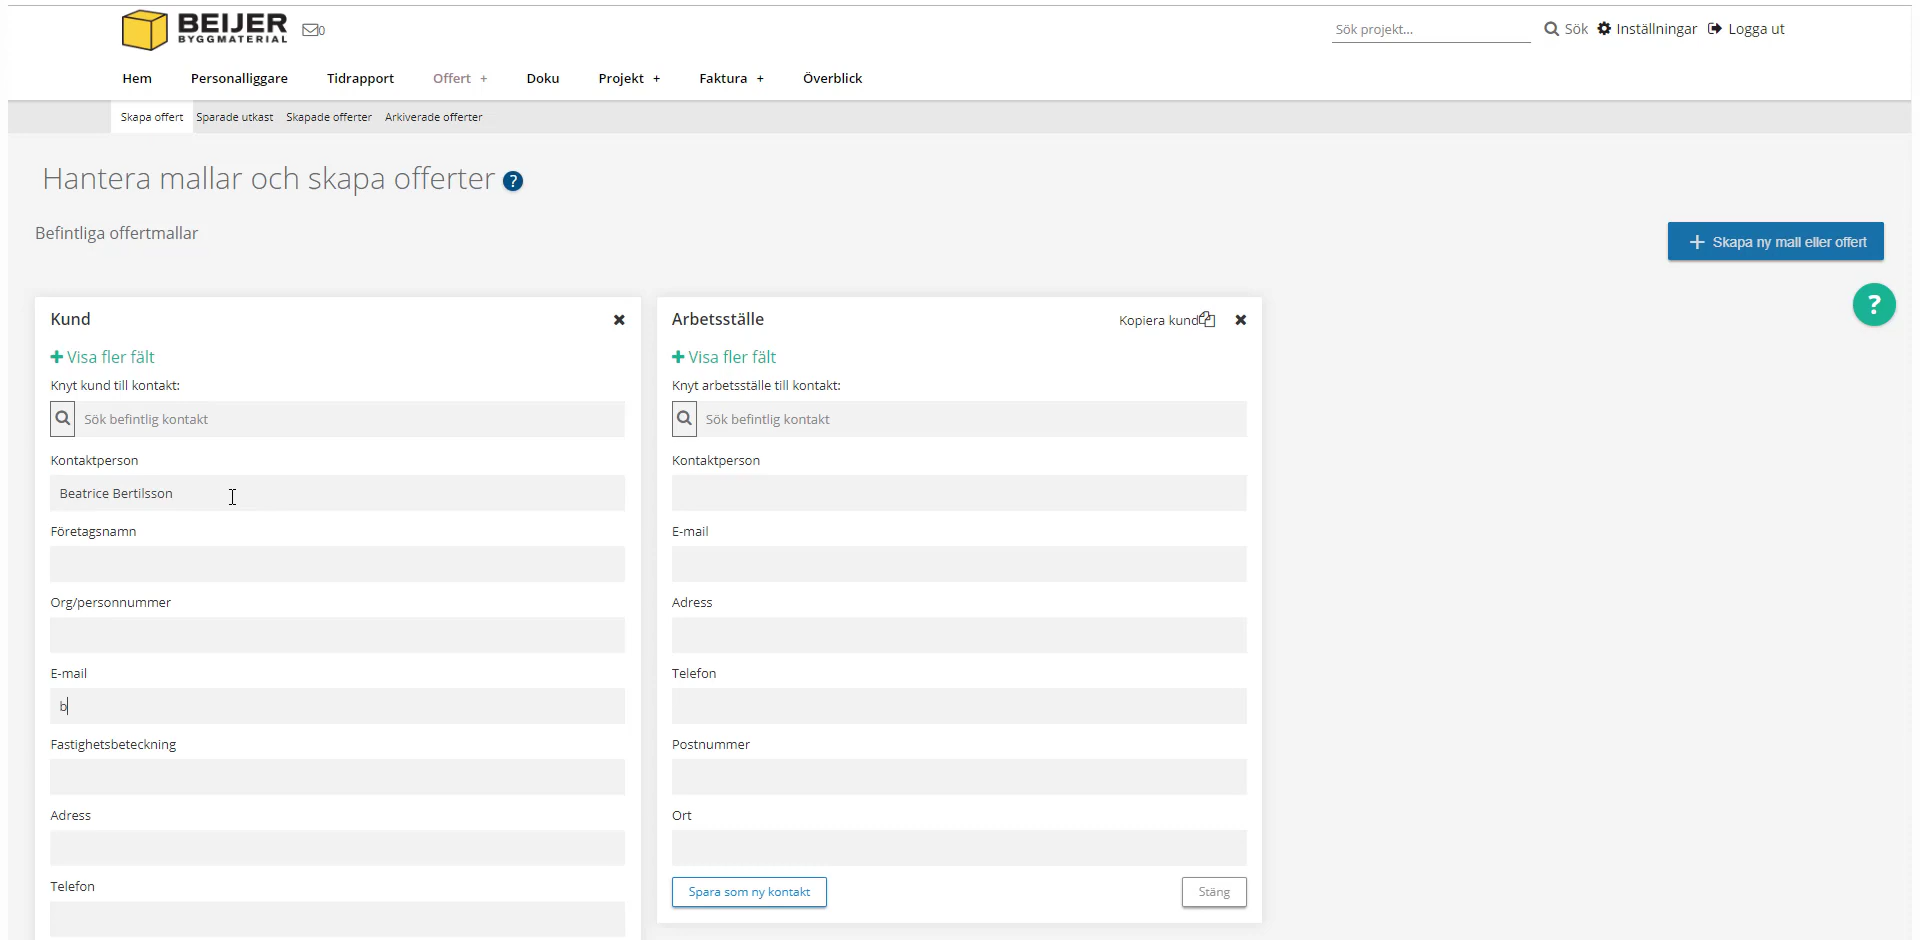 BEIJER
BYGGMATERIAL
0
Sök projekt...
Sök
Inställningar
Logga ut
Hem
Personalliggare
Tidrapport
Offert +
Doku
Projekt +
Faktura +
Överblick
Skapa offert
Sparade utkast
Skapade offerter
Arkiverade offerter
Hantera mallar och skapa offerter ?
Befintliga offertmallar
+ Skapa ny mall eller offert
?
Kund
Visa fler fält
Knyt kund till kontakt:
Sök befintlig kontakt
Kontaktperson
Beatrice Bertilsson
Företagsnamn
Org/personnummer
E-mail
b
Fastighetsbeteckning
Adress
Telefon
Arbetsställe
Kopiera kund
Visa fler fält
Knyt arbetsställe till kontakt:
Sök befintlig kontakt
Kontaktperson
E-mail
Adress
Telefon
Postnummer
Ort
Spara som ny kontakt
Stäng